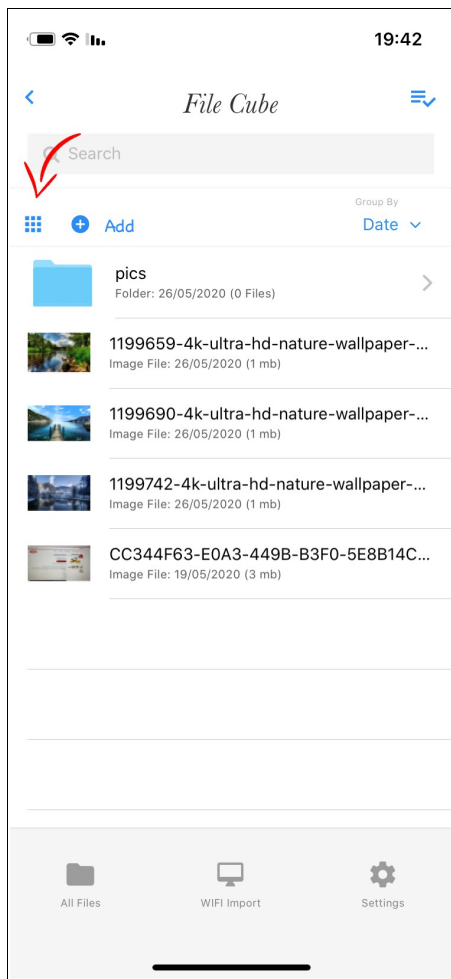 19:42
File Cube
Search
Group By
Add
Date
pics
Folder: 26/05/2020 (0 Files)
1199659-4k-ultra-hd-nature-wallpaper-...
Image File: 26/05/2020 (1 mb)
1199690-4k-ultra-hd-nature-wallpaper-...
Image File: 26/05/2020 (1 mb)
1199742-4k-ultra-hd-nature-wallpaper-...
Image File: 26/05/2020 (1 mb)
CC344F63-E0A3-449B-B3F0-5E8B14C...
Image File: 19/05/2020 (3 mb)
All Files
WIFI Import
Settings